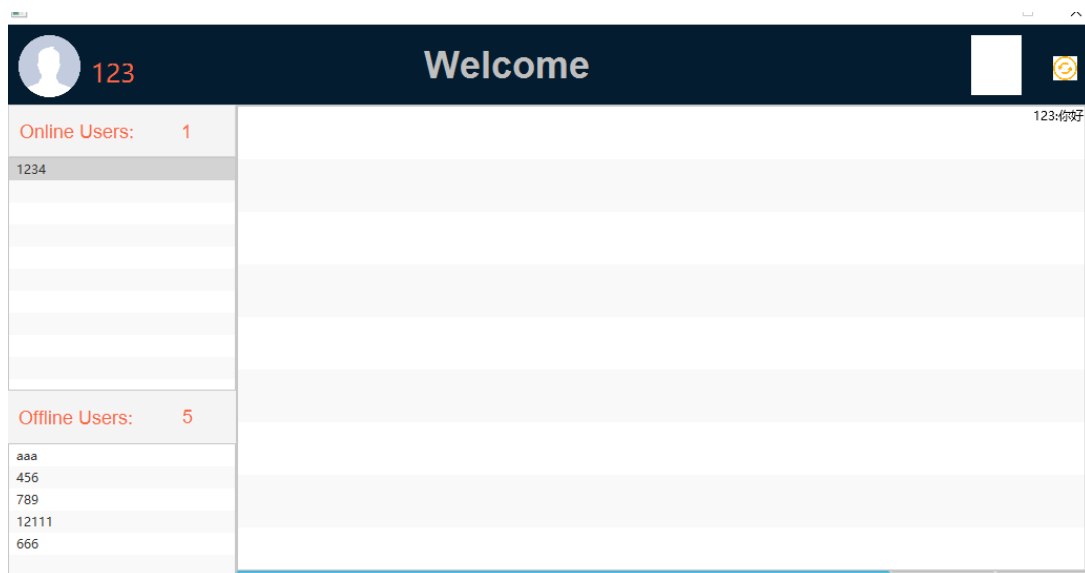 123
Welcome
Online Users: 1
123:你好
1234
Offline Users: 5
aaa
456
789
12111
666